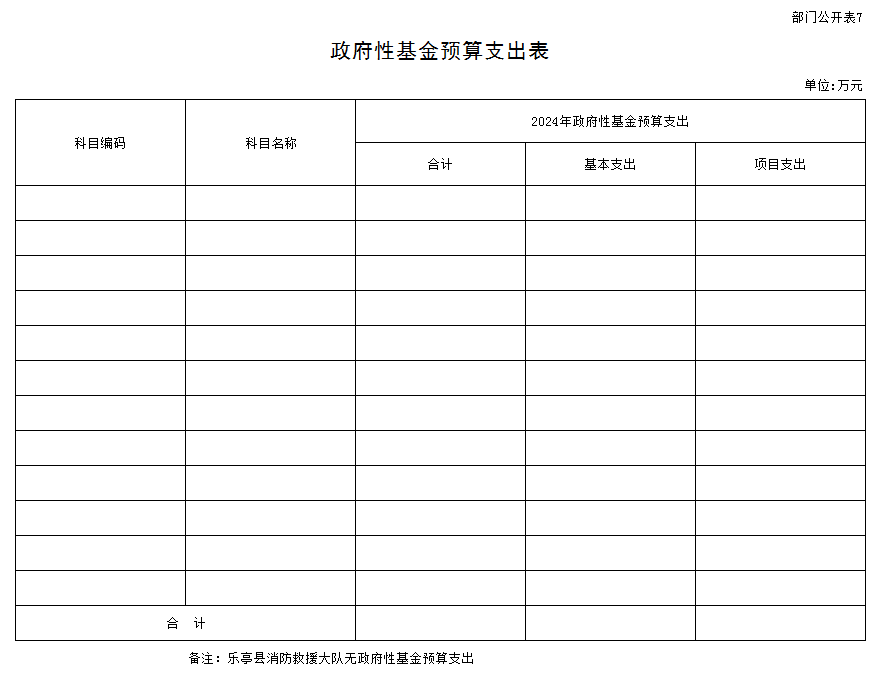 部门公开表7
政府性基金预算支出表
单位:万元
科目编码
科目名称
2024年政府性基金预算支出
合计
基本支出
项目支出
合 计
备注：乐亭县消防救援大队无政府性基金预算支出